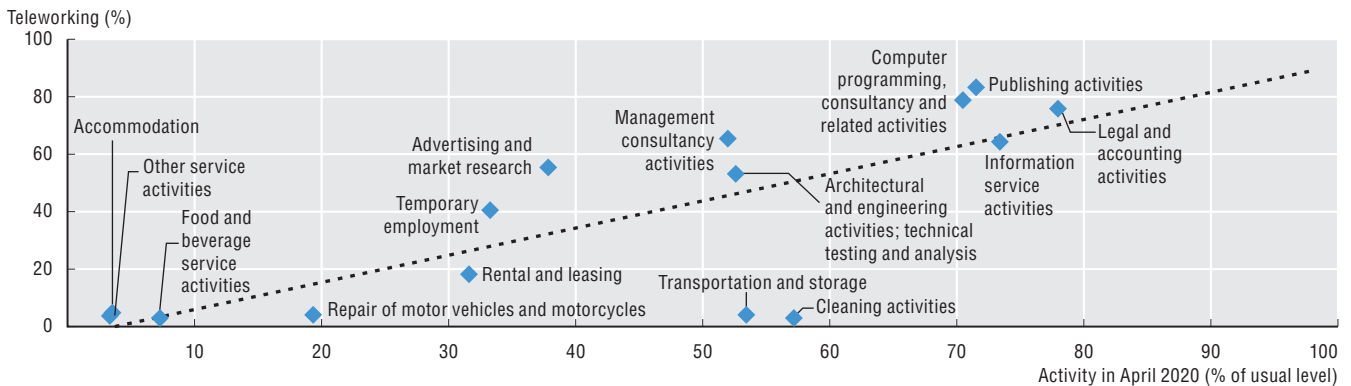 Teleworking (%)
100
80
60
40
20
0
Accommodation
Other service
activities
Food and
beverage
service
activities
Repair of motor vehicles and motorcycles
Advertising and
market research
Temporary
employment
Rental and leasing
Management
consultancy
activities
Architectural
and engineering
activities; technical
testing and analysis
Transportation and storage
Cleaning activities
Computer
programming,
consultancy and
related activities
Publishing activities
Legal and
accounting
activities
Information
service
activities
10
20
30
40
50
60
70
80
90
100
Activity in April 2020 (% of usual level)